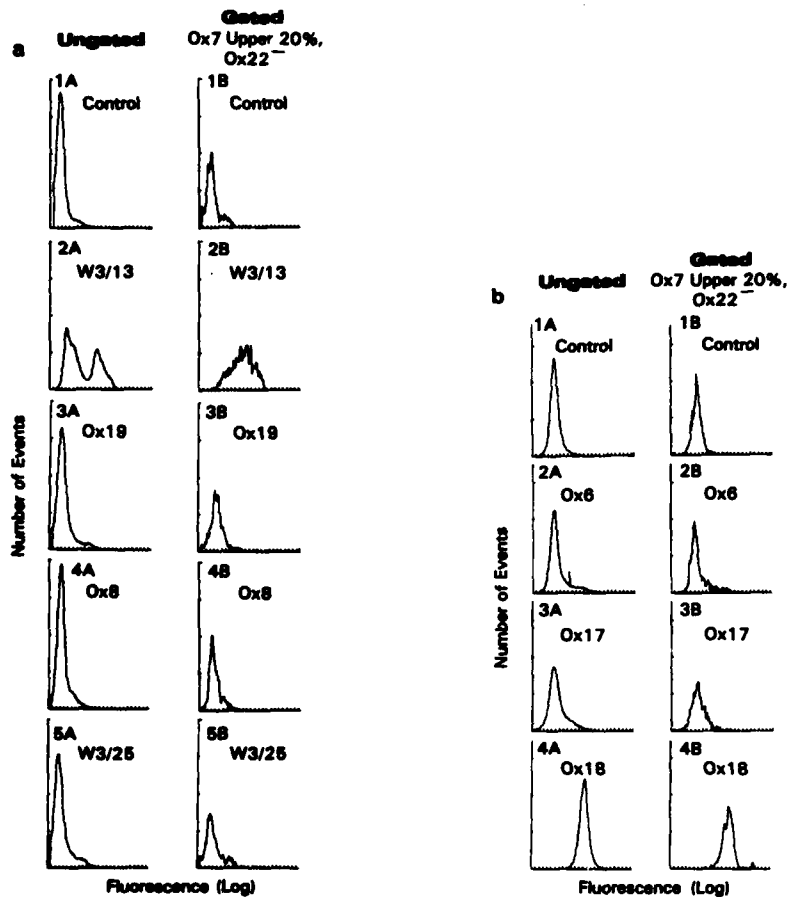 a
Ungated
Gated
Ox7 Upper 20%,
Ox22⁻
1A
Control
1B
Control
2A
W3/13
2B
W3/13
3A
Ox19
3B
Ox19
4A
Ox8
4B
Ox8
5A
W3/25
5B
W3/25
Number of Events
Fluorescence (Log)
b
Ungated
Gated
Ox7 Upper 20%,
Ox22⁻
1A
Control
1B
Control
2A
Ox6
2B
Ox6
3A
Ox17
3B
Ox17
4A
Ox18
4B
Ox18
Number of Events
Fluorescence (Log)